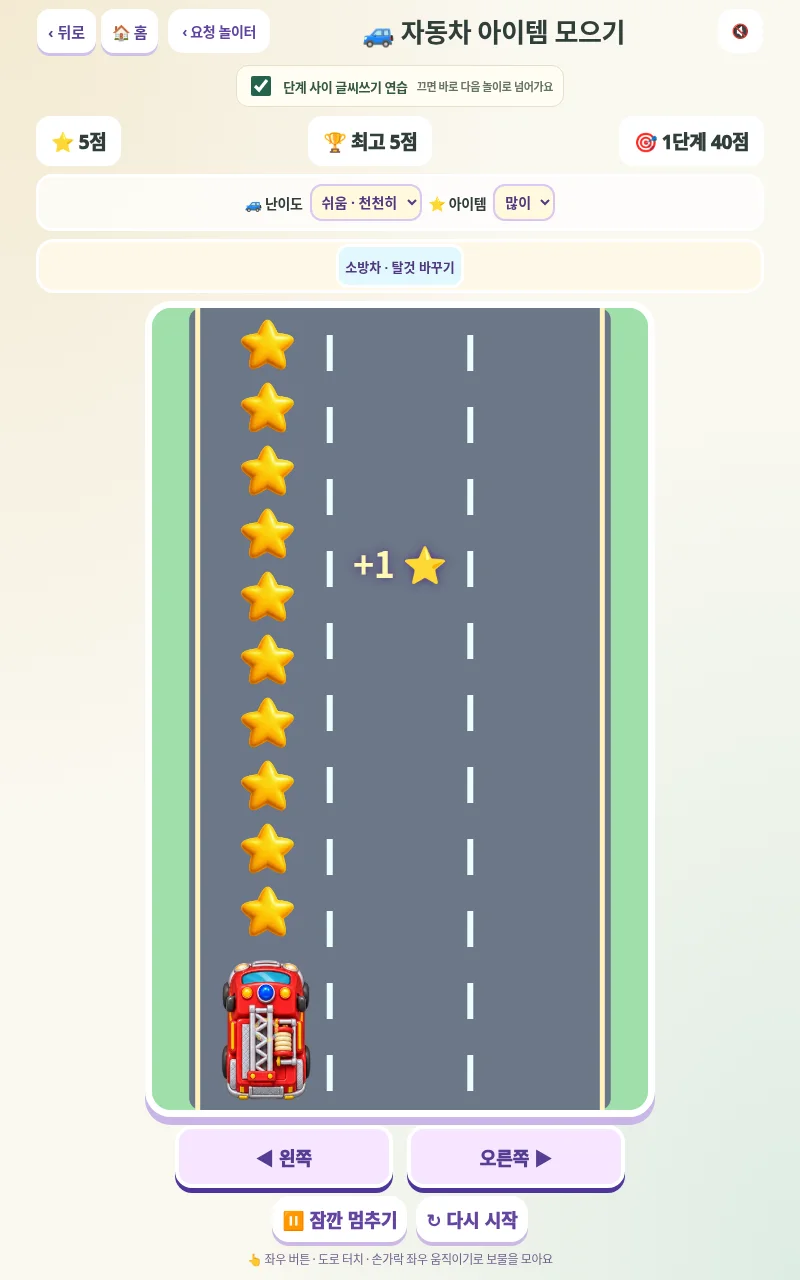 ‹ 뒤로
🏠 홈
‹ 요청 놀이터
🚙 자동차 아이템 모으기
단계 사이 글씨쓰기 연습 끄면 바로 다음 놀이로 넘어가요
⭐ 5점
🏆 최고 5점
🎯 1단계 40점
🚙 난이도 쉬움 · 천천히 ⭐ 아이템 많이
소방차 · 탈것 바꾸기
+1 ⭐
◀ 왼쪽
오른쪽 ▶
⏸️ 잠깐 멈추기
↻ 다시 시작
👆 좌우 버튼 · 도로 터치 · 손가락 좌우 움직이기로 보물을 모아요